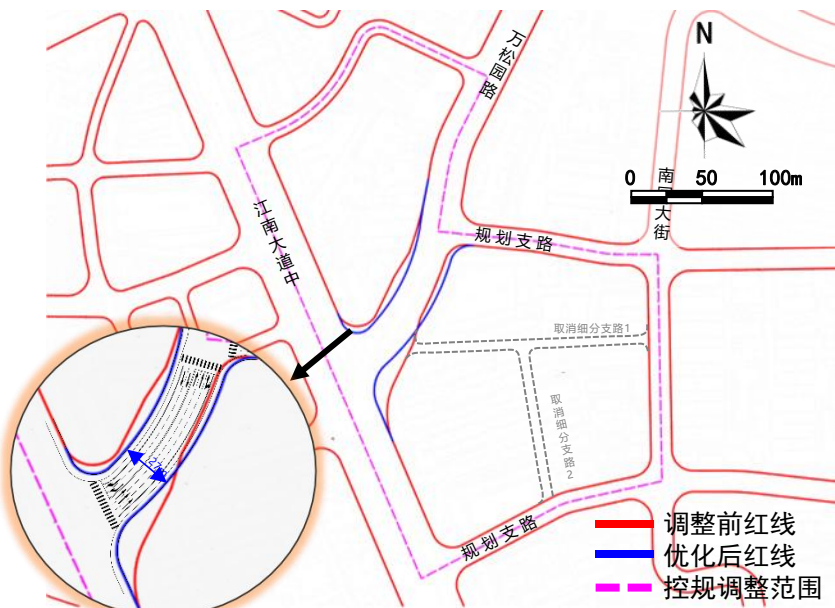 万松园路
N
0 50 100m
南田大街
江南大道中
规划支路
取消细分支路1
取消细分支路2
规划支路
调整前红线
优化后红线
控规调整范围